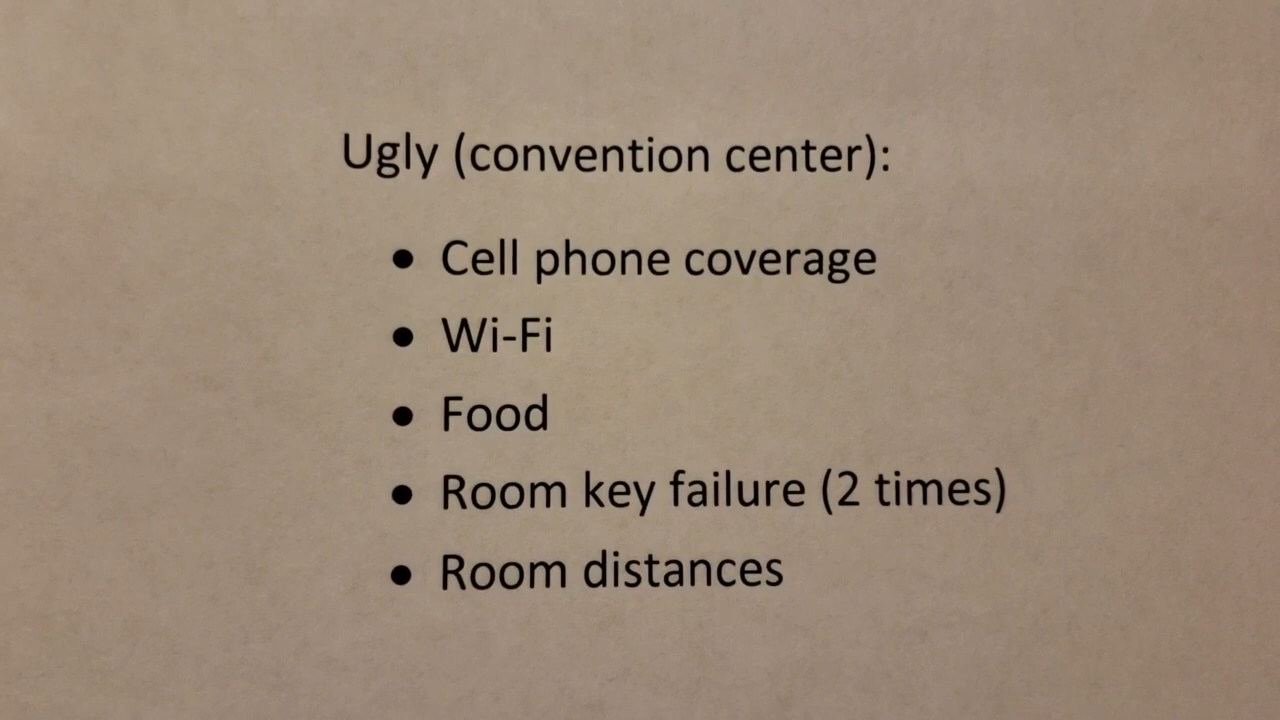 Ugly (convention center):
• Cell phone coverage
• Wi-Fi
• Food
• Room key failure (2 times)
• Room distances